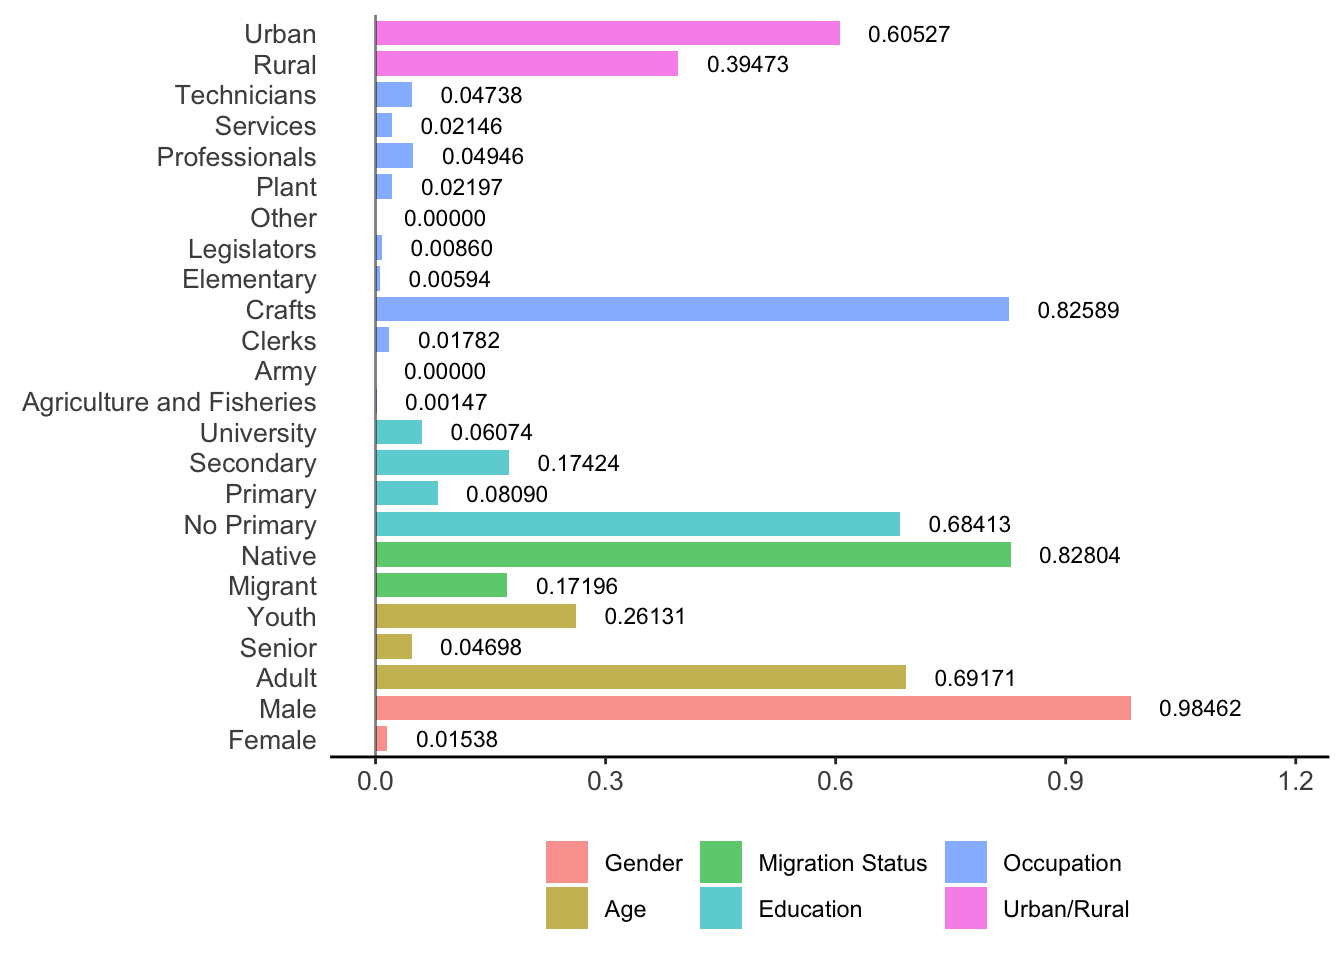 Urban 0.60527
Rural 0.39473
Technicians 0.04738
Services 0.02146
Professionals 0.04946
Plant 0.02197
Other 0.00000
Legislators 0.00860
Elementary 0.00594
Crafts 0.82589
Clerks 0.01782
Army 0.00000
Agriculture and Fisheries 0.00147
University 0.06074
Secondary 0.17424
Primary 0.08090
No Primary 0.68413
Native 0.82804
Migrant 0.17196
Youth 0.26131
Senior 0.04698
Adult 0.69171
Male 0.98462
Female 0.01538
0.0 0.3 0.6 0.9 1.2
Gender Migration Status Occupation
Age Education Urban/Rural